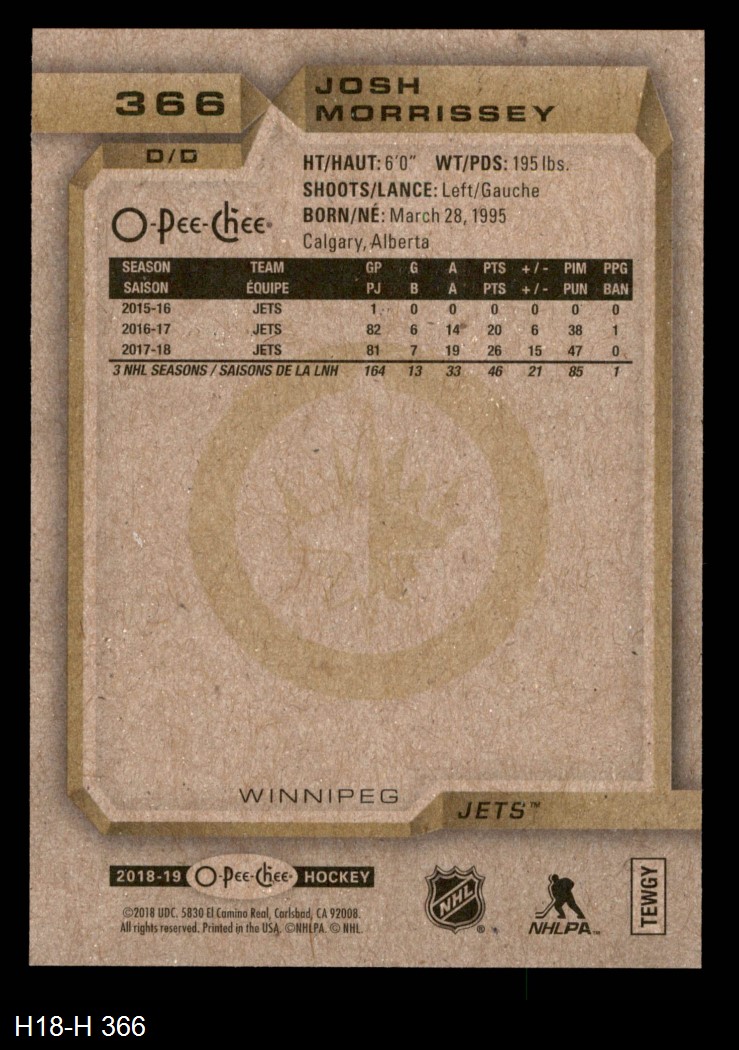 366
JOSH
MORRISSEY
D/D
HT/HAUT: 6'0" WT/PDS: 195 lbs.
SHOOTS/LANCE: Left/Gauche
BORN/NÉ: March 28, 1995
Calgary, Alberta
O-Pee-Chee®
SEASON TEAM GP G A PTS +/- PIM PPG
SAISON ÉQUIPE PJ B A PTS +/- PUN BAN
2015-16 JETS 1 0 0 0 0 0 0
2016-17 JETS 82 6 14 20 6 38 1
2017-18 JETS 81 7 19 26 15 47 0
3 NHL SEASONS / SAISONS DE LA LNH 164 13 33 46 21 85 1
WINNIPEG
JETS™
2018-19 O-Pee-Chee® HOCKEY
©2018 UDC. 5830 El Camino Real, Carlsbad, CA 92008.
All rights reserved. Printed in the USA. ©NHLPA. © NHL.
NHL ®
NHLPA™
TEWGY
H18-H 366